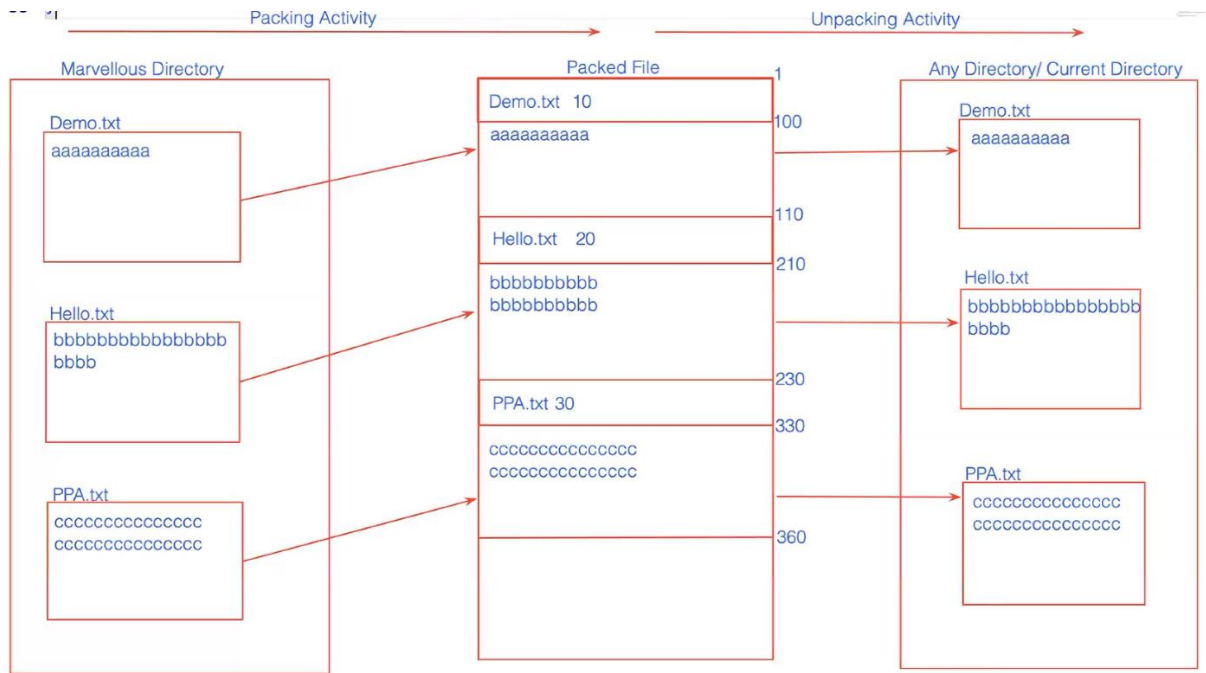 Packing Activity
Unpacking Activity
Marvellous Directory
Demo.txt
aaaaaaaaaa
Hello.txt
bbbbbbbbbbbbbbbb
bbbb
PPA.txt
ccccccccccccccc
ccccccccccccccc
Packed File
1
Demo.txt 10
100
aaaaaaaaaa
110
Hello.txt 20
210
bbbbbbbbbb
bbbbbbbbbb
230
PPA.txt 30
330
ccccccccccccccc
ccccccccccccccc
360
Any Directory/ Current Directory
Demo.txt
aaaaaaaaaa
Hello.txt
bbbbbbbbbbbbbbbb
bbbb
PPA.txt
ccccccccccccccc
ccccccccccccccc